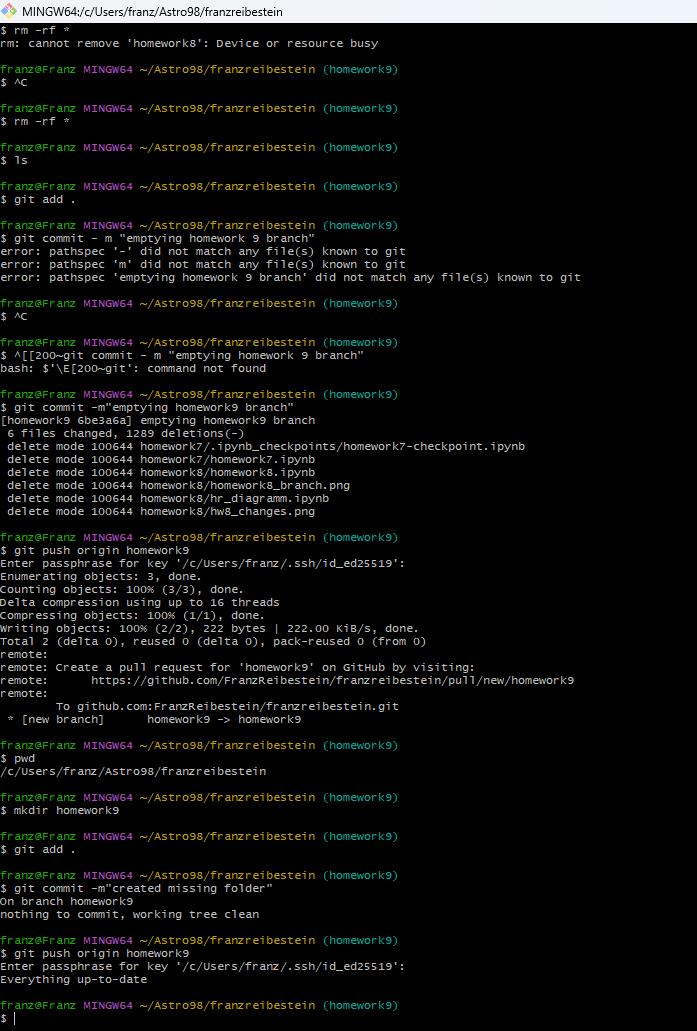 MINGW64:/c/Users/franz/Astro98/franzreibestein
$ rm -rf *
rm: cannot remove 'homework8': Device or resource busy
franz@Franz MINGW64 ~/Astro98/franzreibestein (homework9)
$ ^C
franz@Franz MINGW64 ~/Astro98/franzreibestein (homework9)
$ rm -rf *
franz@Franz MINGW64 ~/Astro98/franzreibestein (homework9)
$ ls
franz@Franz MINGW64 ~/Astro98/franzreibestein (homework9)
$ git add .
franz@Franz MINGW64 ~/Astro98/franzreibestein (homework9)
$ git commit - m "emptying homework 9 branch"
error: pathspec '-' did not match any file(s) known to git
error: pathspec 'm' did not match any file(s) known to git
error: pathspec 'emptying homework 9 branch' did not match any file(s) known to git
franz@Franz MINGW64 ~/Astro98/franzreibestein (homework9)
$ ^C
franz@Franz MINGW64 ~/Astro98/franzreibestein (homework9)
$ ^[[200~git commit - m "emptying homework 9 branch"
bash: $'\E[200~git': command not found
franz@Franz MINGW64 ~/Astro98/franzreibestein (homework9)
$ git commit -m"emptying homework9 branch"
[homework9 6be3a6a] emptying homework9 branch
 6 files changed, 1289 deletions(-)
 delete mode 100644 homework7/.ipynb_checkpoints/homework7-checkpoint.ipynb
 delete mode 100644 homework7/homework7.ipynb
 delete mode 100644 homework8/homework8.ipynb
 delete mode 100644 homework8/homework8_branch.png
 delete mode 100644 homework8/hr_diagramm.ipynb
 delete mode 100644 homework8/hw8_changes.png
franz@Franz MINGW64 ~/Astro98/franzreibestein (homework9)
$ git push origin homework9
Enter passphrase for key '/c/Users/franz/.ssh/id_ed25519':
Enumerating objects: 3, done.
Counting objects: 100% (3/3), done.
Delta compression using up to 16 threads
Compressing objects: 100% (1/1), done.
Writing objects: 100% (2/2), 222 bytes | 222.00 KiB/s, done.
Total 2 (delta 0), reused 0 (delta 0), pack-reused 0 (from 0)
remote:
remote: Create a pull request for 'homework9' on GitHub by visiting:
remote:      https://github.com/FranzReibestein/franzreibestein/pull/new/homework9
remote:
        To github.com:FranzReibestein/franzreibestein.git
 * [new branch]      homework9 -> homework9
franz@Franz MINGW64 ~/Astro98/franzreibestein (homework9)
$ pwd
/c/Users/franz/Astro98/franzreibestein
franz@Franz MINGW64 ~/Astro98/franzreibestein (homework9)
$ mkdir homework9
franz@Franz MINGW64 ~/Astro98/franzreibestein (homework9)
$ git add .
franz@Franz MINGW64 ~/Astro98/franzreibestein (homework9)
$ git commit -m"created missing folder"
On branch homework9
nothing to commit, working tree clean
franz@Franz MINGW64 ~/Astro98/franzreibestein (homework9)
$ git push origin homework9
Enter passphrase for key '/c/Users/franz/.ssh/id_ed25519':
Everything up-to-date
franz@Franz MINGW64 ~/Astro98/franzreibestein (homework9)
$